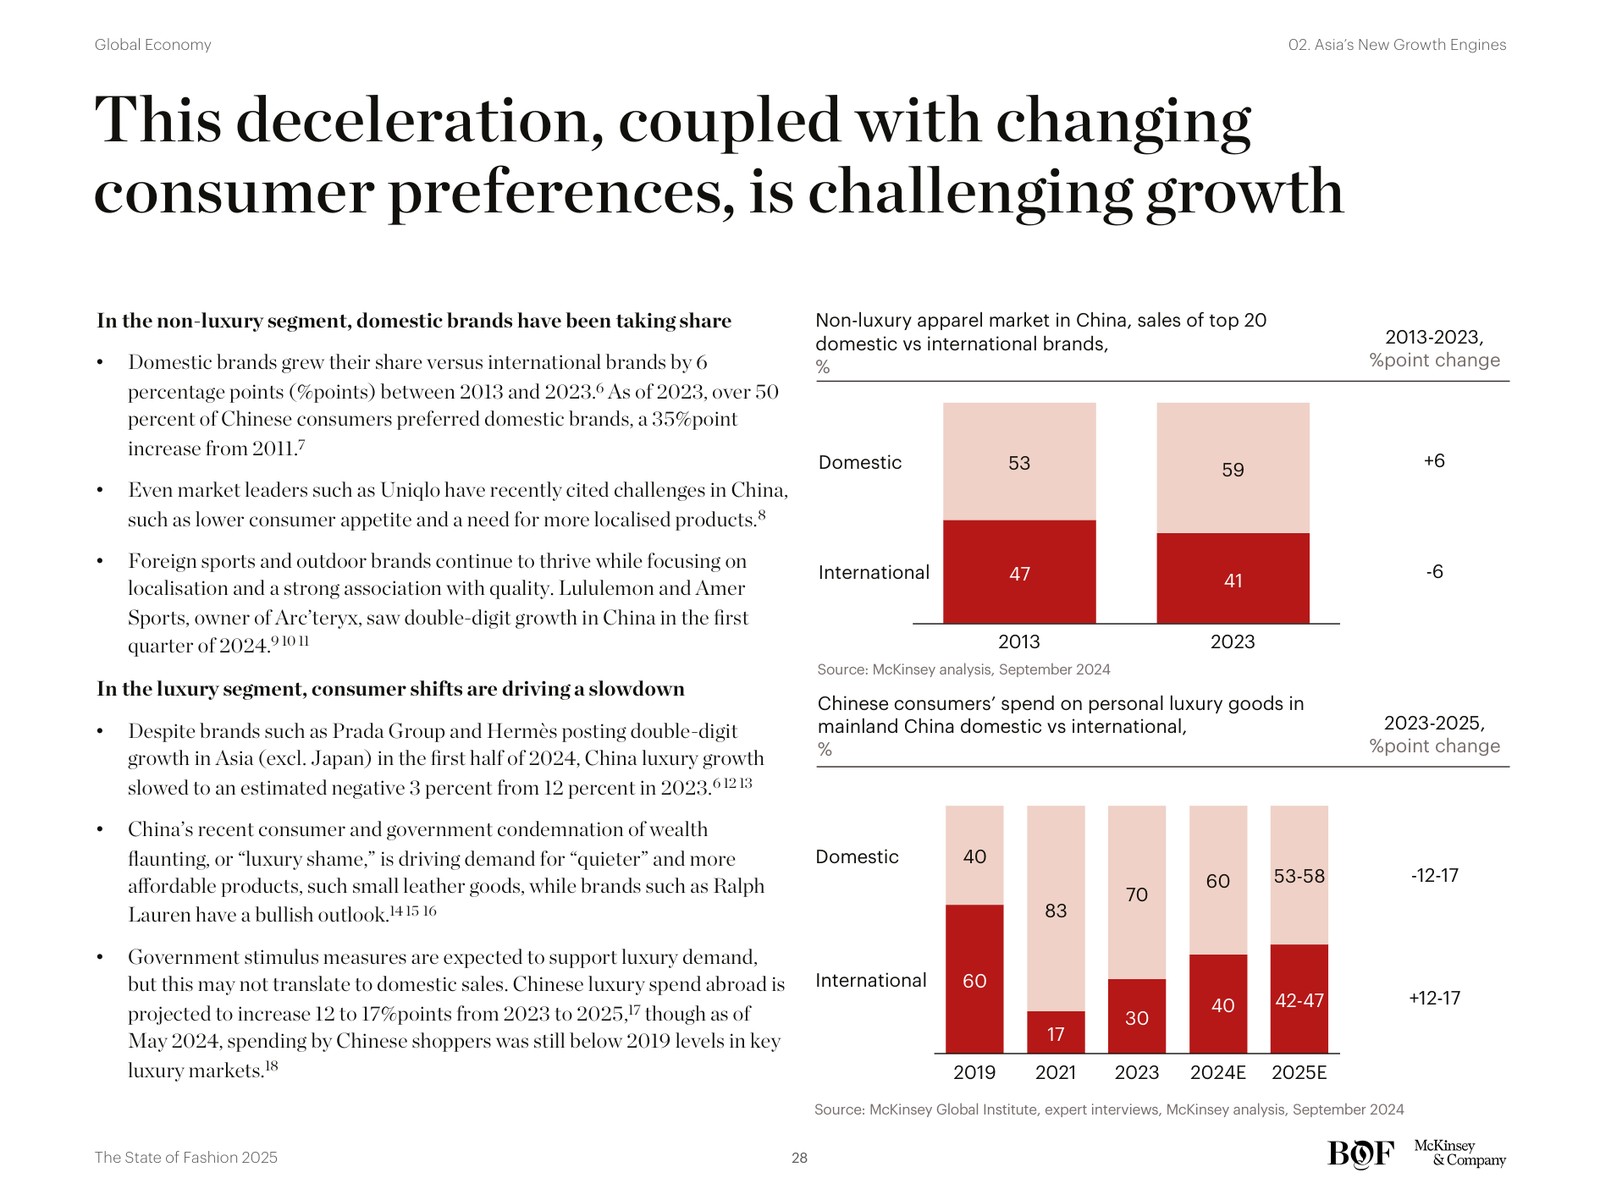 Global Economy
02. Asia's New Growth Engines
This deceleration, coupled with changing
consumer preferences, is challenging growth
In the non-luxury segment, domestic brands have been taking share
• Domestic brands grew their share versus international brands by 6
percentage points (%points) between 2013 and 2023.⁶ As of 2023, over 50
percent of Chinese consumers preferred domestic brands, a 35%point
increase from 2011.⁷
• Even market leaders such as Uniqlo have recently cited challenges in China,
such as lower consumer appetite and a need for more localised products.⁸
• Foreign sports and outdoor brands continue to thrive while focusing on
localisation and a strong association with quality. Lululemon and Amer
Sports, owner of Arc'teryx, saw double-digit growth in China in the first
quarter of 2024.⁹ ¹⁰ ¹¹
In the luxury segment, consumer shifts are driving a slowdown
• Despite brands such as Prada Group and Hermès posting double-digit
growth in Asia (excl. Japan) in the first half of 2024, China luxury growth
slowed to an estimated negative 3 percent from 12 percent in 2023.⁶ ¹² ¹³
• China's recent consumer and government condemnation of wealth
flaunting, or “luxury shame,” is driving demand for “quieter” and more
affordable products, such small leather goods, while brands such as Ralph
Lauren have a bullish outlook.¹⁴ ¹⁵ ¹⁶
• Government stimulus measures are expected to support luxury demand,
but this may not translate to domestic sales. Chinese luxury spend abroad is
projected to increase 12 to 17%points from 2023 to 2025,¹⁷ though as of
May 2024, spending by Chinese shoppers was still below 2019 levels in key
luxury markets.¹⁸
Non-luxury apparel market in China, sales of top 20
domestic vs international brands,
%
2013-2023,
%point change
Domestic
53
59
+6
International
47
41
-6
2013
2023
Source: McKinsey analysis, September 2024
Chinese consumers' spend on personal luxury goods in
mainland China domestic vs international,
%
2023-2025,
%point change
Domestic
40
83
70
60
53-58
-12-17
International
60
17
30
40
42-47
+12-17
2019
2021
2023
2024E
2025E
Source: McKinsey Global Institute, expert interviews, McKinsey analysis, September 2024
The State of Fashion 2025
28
BOF
McKinsey
& Company